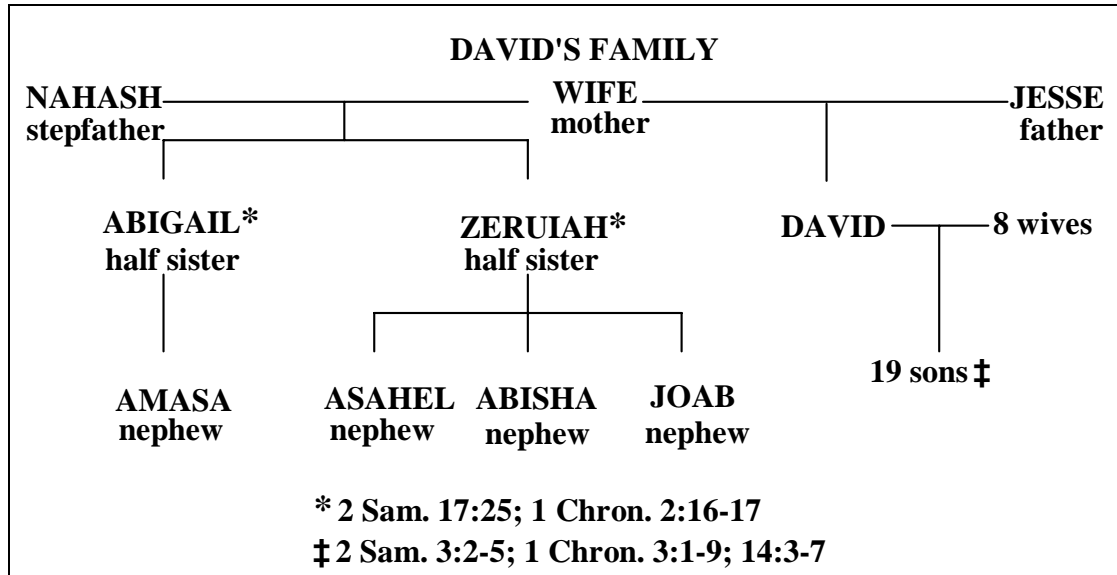 DAVID'S FAMILY
NAHASH
stepfather
WIFE
mother
JESSE
father
ABIGAIL*
half sister
ZERUIAH*
half sister
DAVID
8 wives
AMASA
nephew
ASAHEL
nephew
ABISHA
nephew
JOAB
nephew
19 sons‡
* 2 Sam. 17:25; 1 Chron. 2:16-17
‡ 2 Sam. 3:2-5; 1 Chron. 3:1-9; 14:3-7